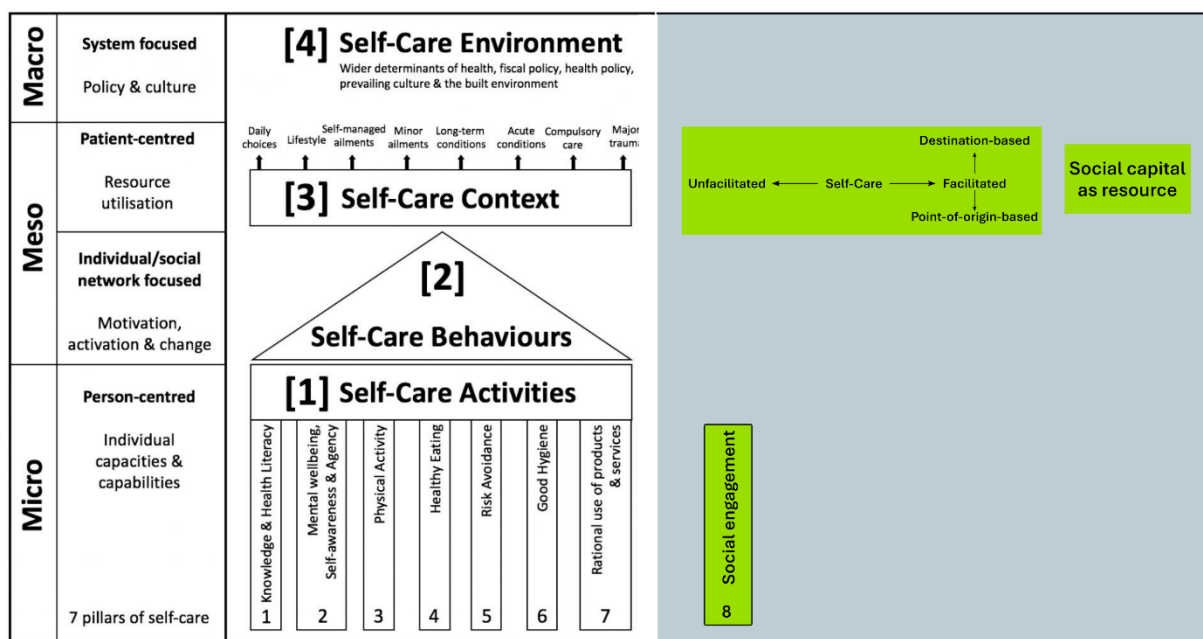 Macro
System focused
Policy & culture
[4] Self-Care Environment
Wider determinants of health, fiscal policy, health policy,
prevailing culture & the built environment
Meso
Patient-centred
Resource
utilisation
Daily
choices
Lifestyle
Self-managed
ailments
Minor
ailments
Long-term
conditions
Acute
conditions
Compulsory
care
Major
trauma
[3] Self-Care Context
Individual/social
network focused
Motivation,
activation & change
[2]
Self-Care Behaviours
Micro
Person-centred
Individual
capacities &
capabilities
7 pillars of self-care
[1] Self-Care Activities
Knowledge & Health Literacy
1
Mental wellbeing,
Self-awareness & Agency
2
Physical Activity
3
Healthy Eating
4
Risk Avoidance
5
Good Hygiene
6
Rational use of products
& services
7
Destination-based
Unfacilitated
Self-Care
Facilitated
Point-of-origin-based
Social capital
as resource
Social engagement
8